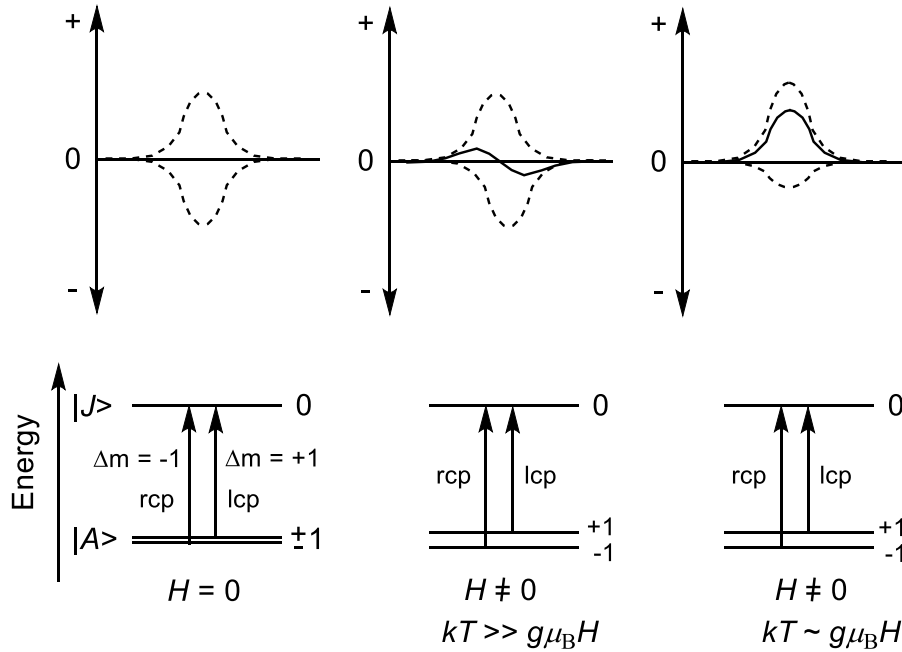 + + +
0 0 0
- - -
Energy
|J> 0 0 0
Δm = -1 Δm = +1
rcp lcp rcp lcp rcp lcp
|A> ±1 +1 -1 +1 -1
H = 0 H ≠ 0 H ≠ 0
kT >> gμBH kT ~ gμBH